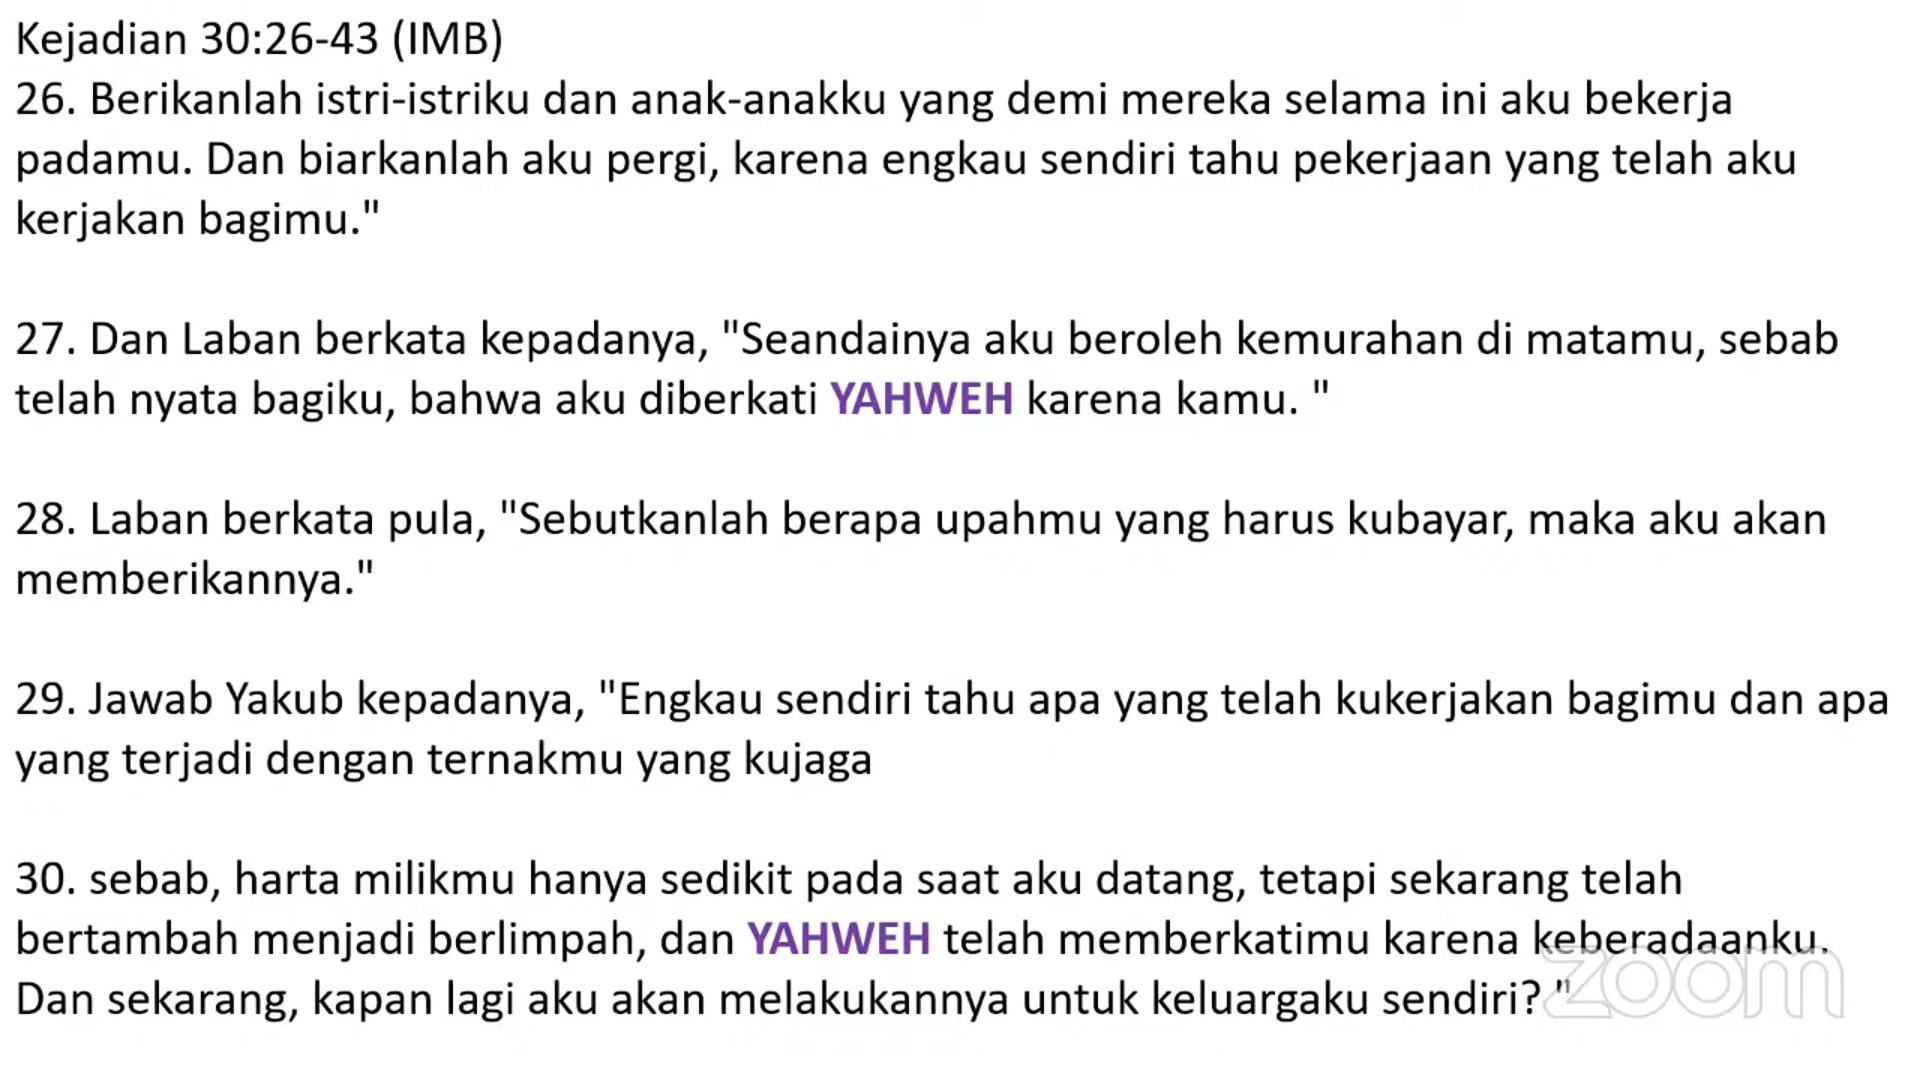 Kejadian 30:26-43 (IMB)
26. Berikanlah istri-istriku dan anak-anakku yang demi mereka selama ini aku bekerja
padamu. Dan biarkanlah aku pergi, karena engkau sendiri tahu pekerjaan yang telah aku
kerjakan bagimu."
27. Dan Laban berkata kepadanya, "Seandainya aku beroleh kemurahan di matamu, sebab
telah nyata bagiku, bahwa aku diberkati YAHWEH karena kamu. "
28. Laban berkata pula, "Sebutkanlah berapa upahmu yang harus kubayar, maka aku akan
memberikannya."
29. Jawab Yakub kepadanya, "Engkau sendiri tahu apa yang telah kukerjakan bagimu dan apa
yang terjadi dengan ternakmu yang kujaga
30. sebab, harta milikmu hanya sedikit pada saat aku datang, tetapi sekarang telah
bertambah menjadi berlimpah, dan YAHWEH telah memberkatimu karena keberadaanku.
Dan sekarang, kapan lagi aku akan melakukannya untuk keluargaku sendiri? "
zoom